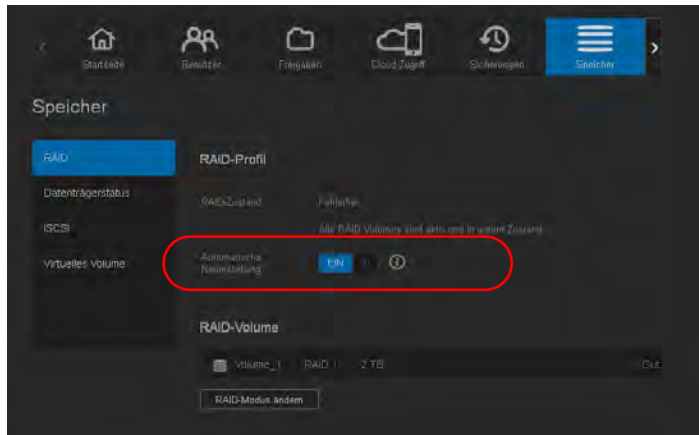 Startseite
Benutzer
Freigaben
Cloud Zugriff
Sicherungen
Speicher
Speicher
RAID
RAID-Profil
Datenträgerstatus
RAID-Zustand
Fehlerfrei
iSCSI
Alle RAID Volumes sind aktiv und in gutem Zustand.
Virtuelles Volume
Automatische
Neuerstellung
EIN
RAID-Volume
Volume_1 RAID 1 2 TB Gut
RAID-Modus ändern